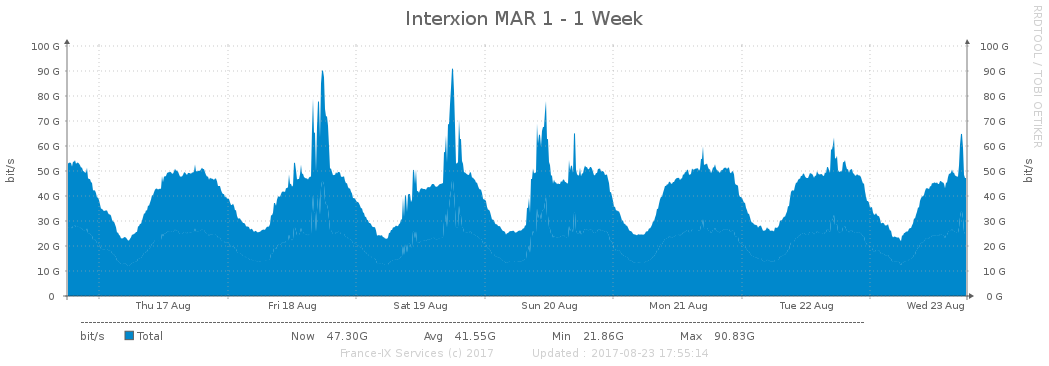 Interxion MAR 1 - 1 Week
RRDTOOL / TOBI OETIKER
100 G 100 G
90 G 90 G
80 G 80 G
70 G 70 G
60 G 60 G
50 G 50 G
40 G 40 G
30 G 30 G
20 G 20 G
10 G 10 G
0 0 G
bit/s
bit/s
Thu 17 Aug Fri 18 Aug Sat 19 Aug Sun 20 Aug Mon 21 Aug Tue 22 Aug Wed 23 Aug
bit/s Total Now 47.30G Avg 41.55G Min 21.86G Max 90.83G
France-IX Services (c) 2017 Updated : 2017-08-23 17:55:14